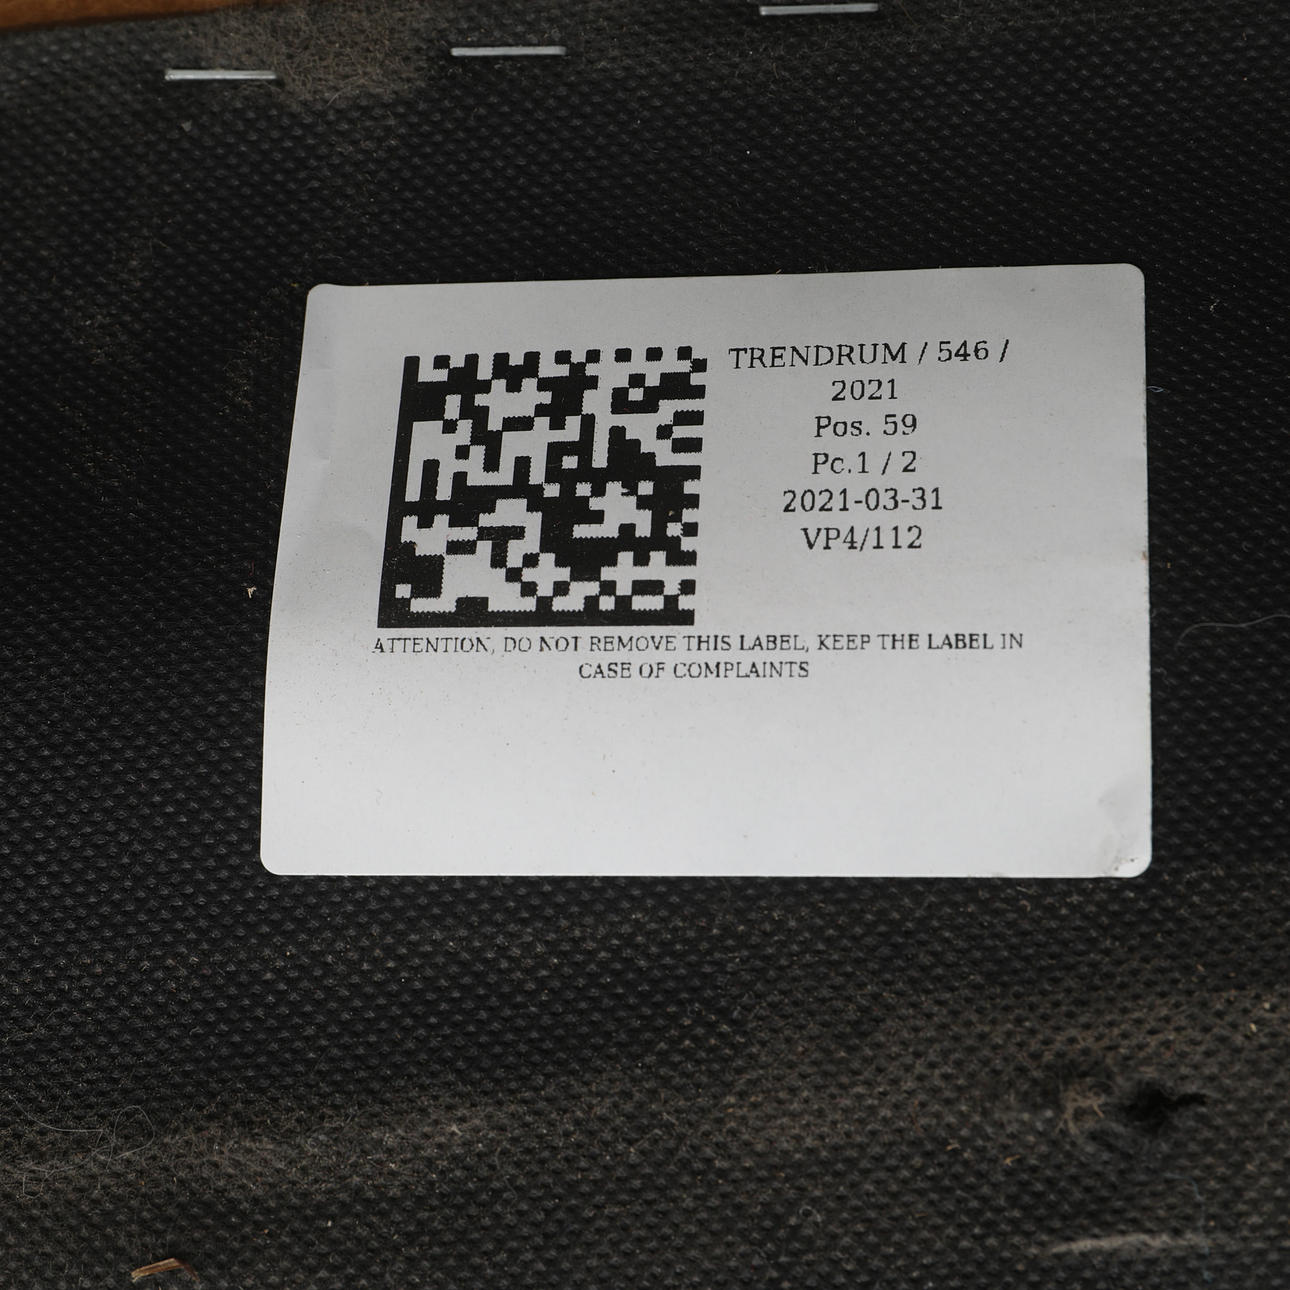 TRENDRUM / 546 /
2021
Pos. 59
Pc.1 / 2
2021-03-31
VP4/112
ATTENTION, DO NOT REMOVE THIS LABEL, KEEP THE LABEL IN
CASE OF COMPLAINTS